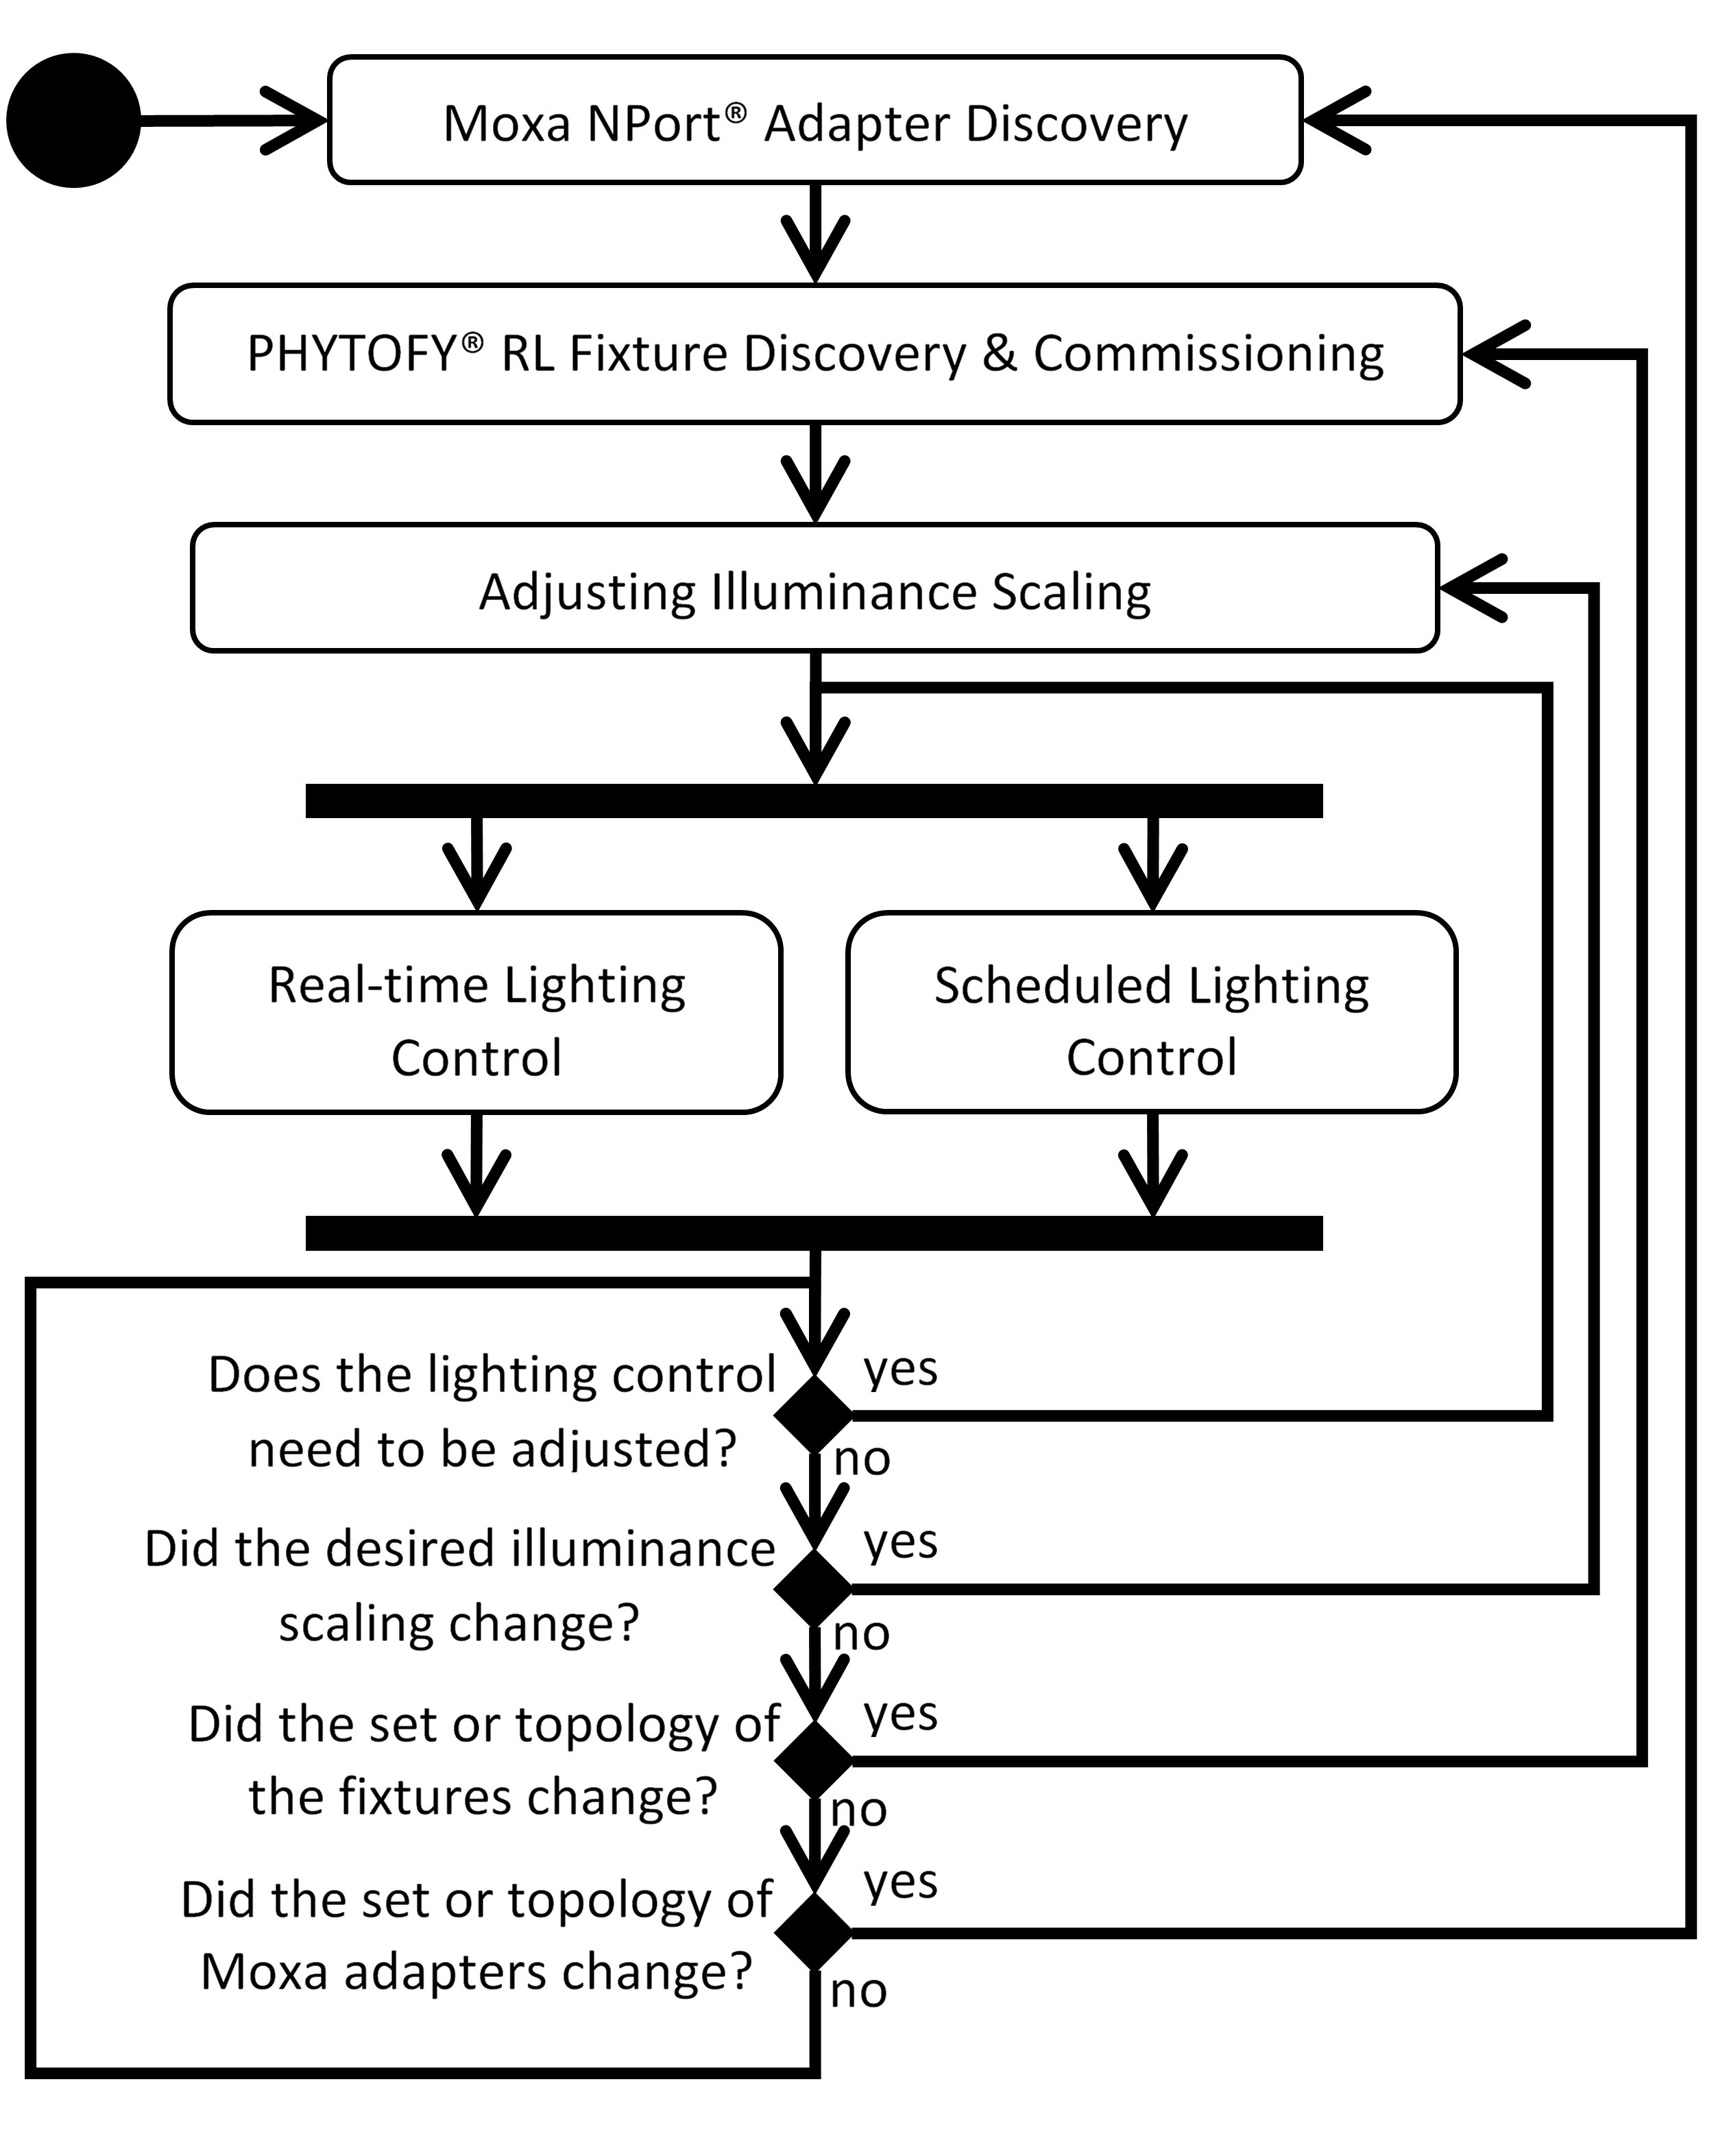 Moxa NPort® Adapter Discovery
PHYTOFY® RL Fixture Discovery & Commissioning
Adjusting Illuminance Scaling
Real-time Lighting
Control
Scheduled Lighting
Control
Does the lighting control
need to be adjusted?
yes
no
Did the desired illuminance
scaling change?
yes
no
Did the set or topology of
the fixtures change?
yes
no
Did the set or topology of
Moxa adapters change?
yes
no